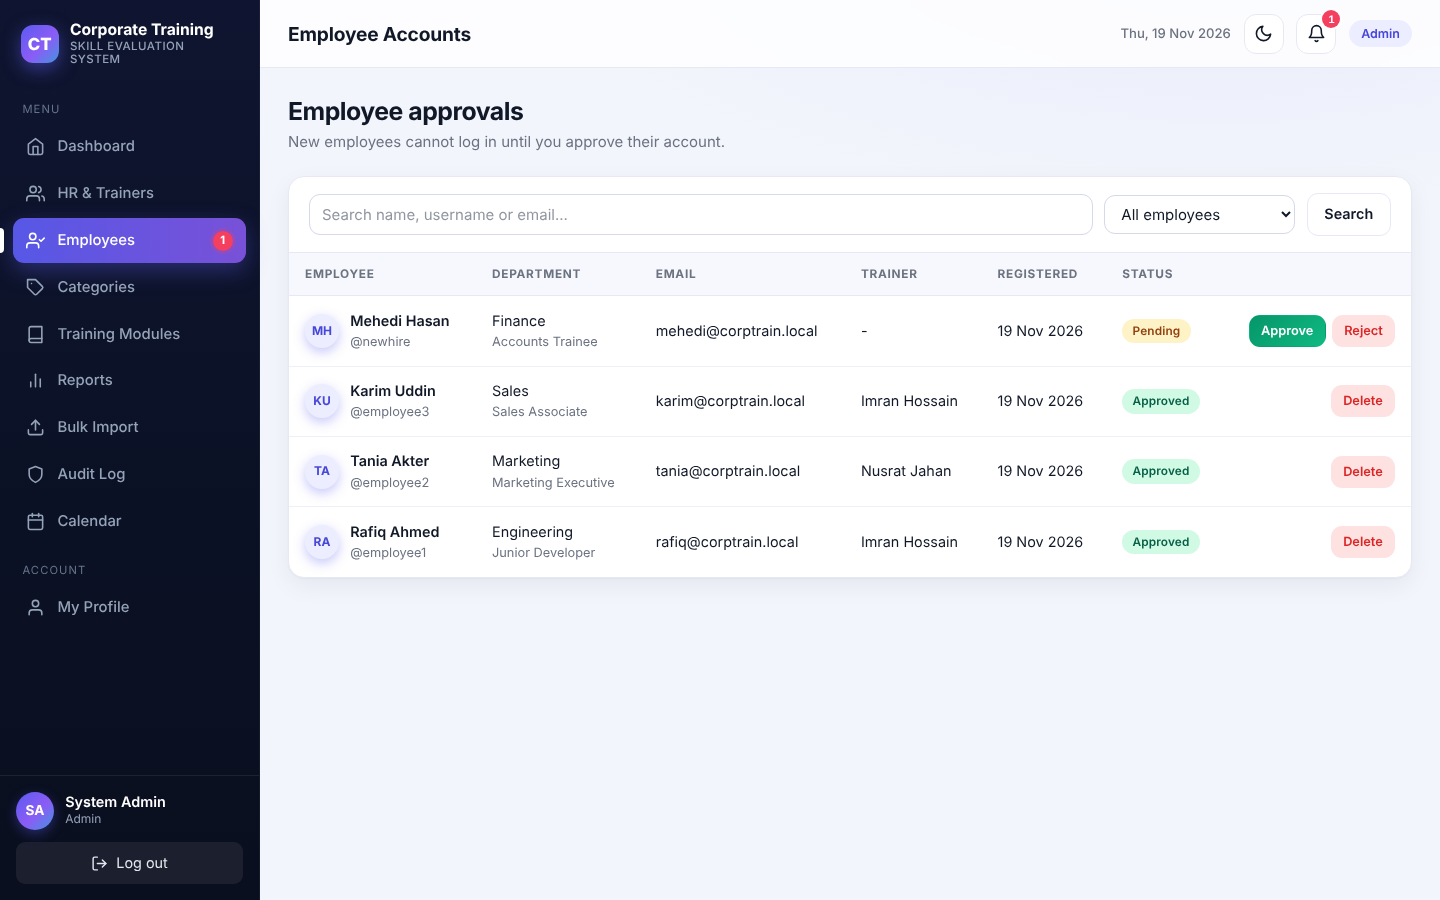 CT
Corporate Training
SKILL EVALUATION
SYSTEM
MENU
Dashboard
HR & Trainers
Employees 1
Categories
Training Modules
Reports
Bulk Import
Audit Log
Calendar
ACCOUNT
My Profile
SA
System Admin
Admin
Log out
Employee Accounts
Thu, 19 Nov 2026
1
Admin
Employee approvals
New employees cannot log in until you approve their account.
Search name, username or email...
All employees
Search
EMPLOYEE DEPARTMENT EMAIL TRAINER REGISTERED STATUS
MH Mehedi Hasan Finance mehedi@corptrain.local - 19 Nov 2026 Pending Approve Reject
@newhire Accounts Trainee
KU Karim Uddin Sales karim@corptrain.local Imran Hossain 19 Nov 2026 Approved Delete
@employee3 Sales Associate
TA Tania Akter Marketing tania@corptrain.local Nusrat Jahan 19 Nov 2026 Approved Delete
@employee2 Marketing Executive
RA Rafiq Ahmed Engineering rafiq@corptrain.local Imran Hossain 19 Nov 2026 Approved Delete
@employee1 Junior Developer